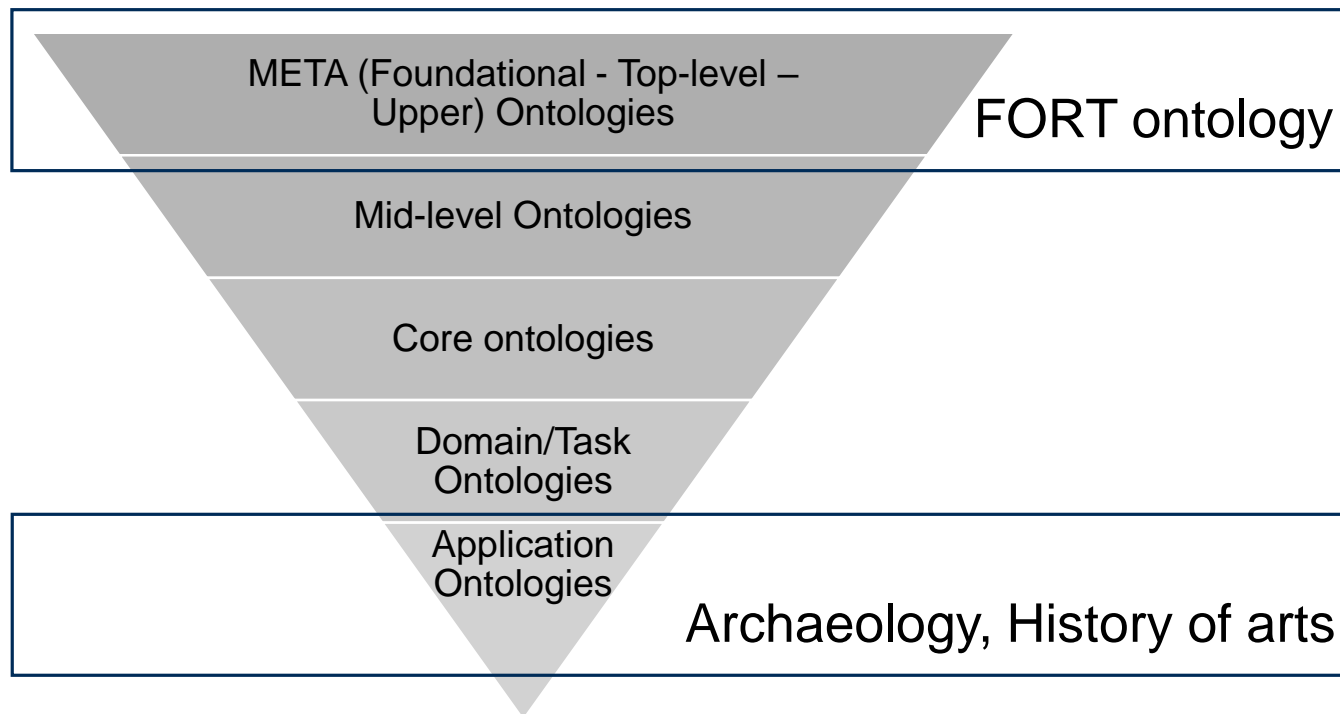 META (Foundational - Top-level –
Upper) Ontologies
FORT ontology
Mid-level Ontologies
Core ontologies
Domain/Task
Ontologies
Application
Ontologies
Archaeology, History of arts